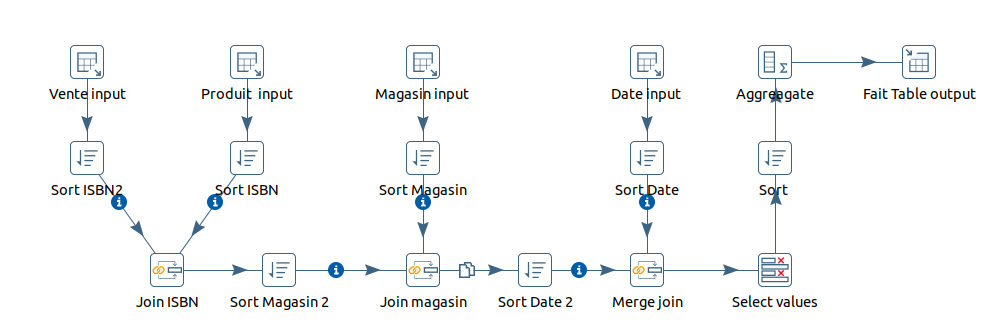 Vente input
Produit input
Magasin input
Date input
Aggreagate
Fait Table output
Sort ISBN2
Sort ISBN
Sort Magasin
Sort Date
Sort
Join ISBN
Sort Magasin 2
Join magasin
Sort Date 2
Merge join
Select values